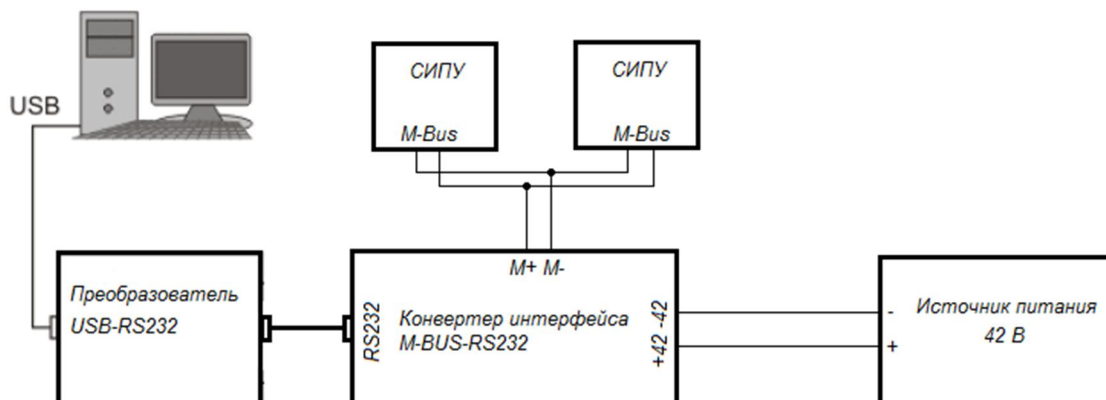 USB
СИПУ
M-Bus
СИПУ
M-Bus
Преобразователь
USB-RS232
RS232
M+ M-
Конвертер интерфейса
M-BUS-RS232
+42 -42
-
+
Источник питания
42 В